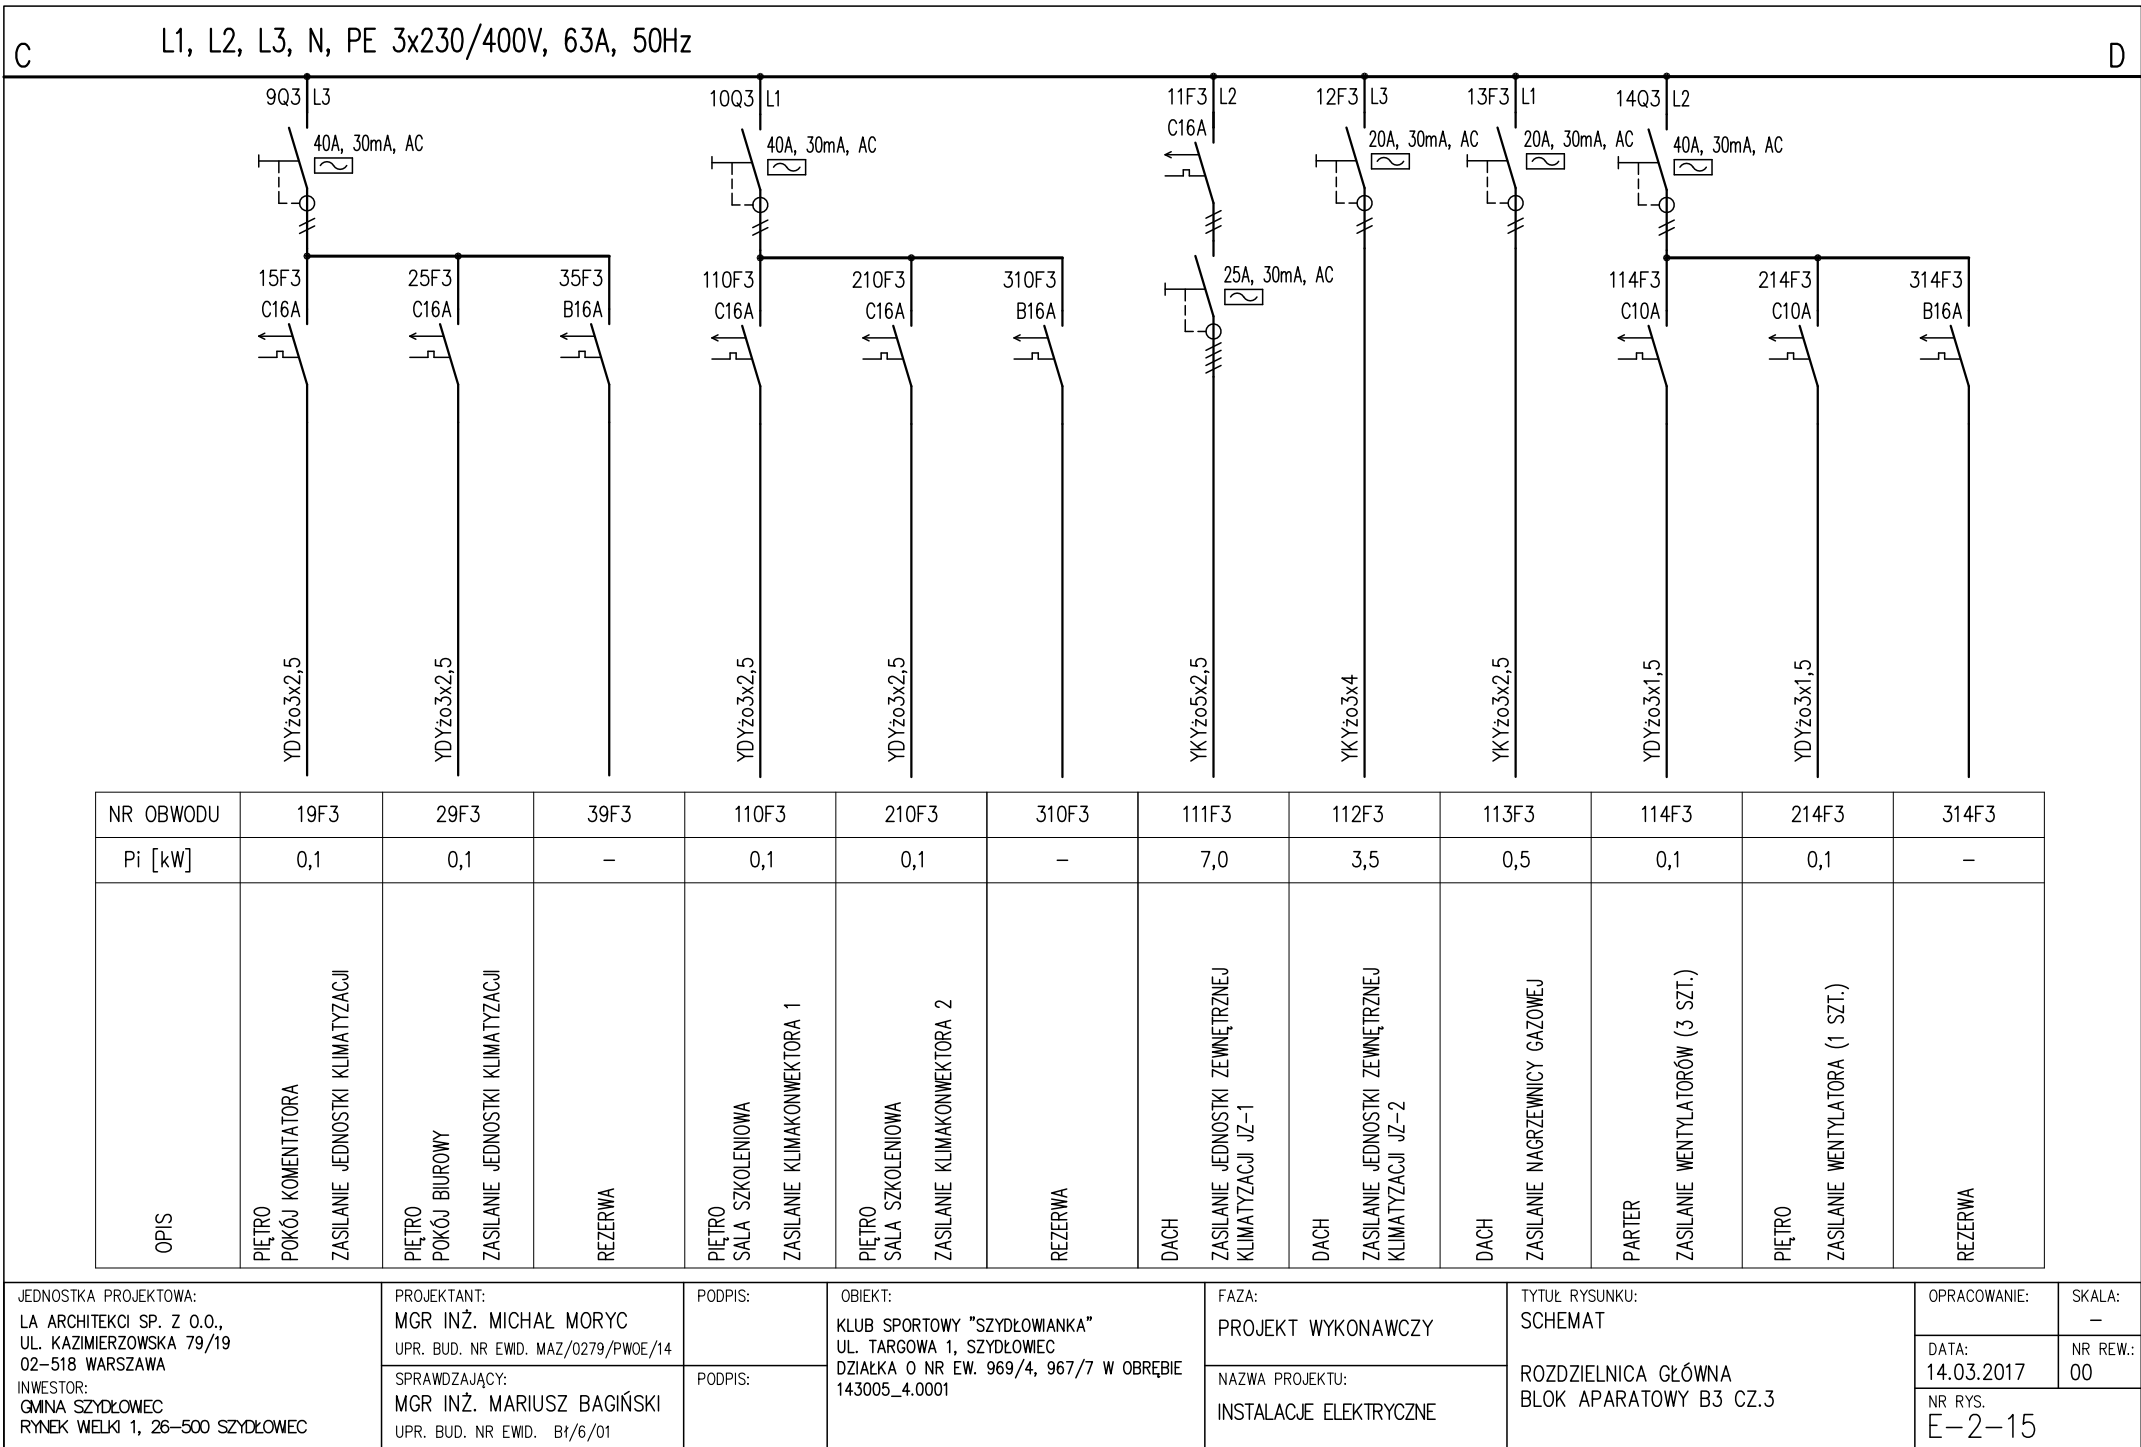 L1, L2, L3, N, PE 3x230/400V, 63A, 50Hz
C
D
9Q3 L3
40A, 30mA, AC
10Q3 L1
40A, 30mA, AC
11F3 L2
C16A
25A, 30mA, AC
12F3 L3
20A, 30mA, AC
13F3 L1
20A, 30mA, AC
14Q3 L2
40A, 30mA, AC
15F3
C16A
25F3
C16A
35F3
B16A
110F3
C16A
210F3
C16A
310F3
B16A
114F3
C10A
214F3
C10A
314F3
B16A
YDYżo3x2,5
YDYżo3x2,5
YDYżo3x2,5
YDYżo3x2,5
YKYżo5x2,5
YKYżo3x4
YKYżo3x2,5
YDYżo3x1,5
YDYżo3x1,5
NR OBWODU 19F3 29F3 39F3 110F3 210F3 310F3 111F3 112F3 113F3 114F3 214F3 314F3
Pi [kW] 0,1 0,1 – 0,1 0,1 – 7,0 3,5 0,5 0,1 0,1 –
OPIS
PIĘTRO
POKÓJ KOMENTATORA
ZASILANIE JEDNOSTKI KLIMATYZACJI
PIĘTRO
POKÓJ BIUROWY
ZASILANIE JEDNOSTKI KLIMATYZACJI
REZERWA
PIĘTRO
SALA SZKOLENIOWA
ZASILANIE KLIMAKONWEKTORA 1
PIĘTRO
SALA SZKOLENIOWA
ZASILANIE KLIMAKONWEKTORA 2
REZERWA
DACH
ZASILANIE JEDNOSTKI ZEWNĘTRZNEJ
KLIMATYZACJI JZ-1
DACH
ZASILANIE JEDNOSTKI ZEWNĘTRZNEJ
KLIMATYZACJI JZ-2
DACH
ZASILANIE NAGRZEWNICY GAZOWEJ
PARTER
ZASILANIE WENTYLATORÓW (3 SZT.)
PIĘTRO
ZASILANIE WENTYLATORA (1 SZT.)
REZERWA
JEDNOSTKA PROJEKTOWA:
LA ARCHITEKCI SP. Z O.O.,
UL. KAZIMIERZOWSKA 79/19
02-518 WARSZAWA
INWESTOR:
GMINA SZYDŁOWIEC
RYNEK WIELKI 1, 26-500 SZYDŁOWIEC
PROJEKTANT:
MGR INŻ. MICHAŁ MORYC
UPR. BUD. NR EWID. MAZ/0279/PWOE/14
SPRAWDZAJĄCY:
MGR INŻ. MARIUSZ BAGIŃSKI
UPR. BUD. NR EWID. Bł/6/01
PODPIS:
PODPIS:
OBIEKT:
KLUB SPORTOWY "SZYDŁOWIANKA"
UL. TARGOWA 1, SZYDŁOWIEC
DZIAŁKA O NR EW. 969/4, 967/7 W OBRĘBIE
143005_4.0001
FAZA:
PROJEKT WYKONAWCZY
NAZWA PROJEKTU:
INSTALACJE ELEKTRYCZNE
TYTUŁ RYSUNKU:
SCHEMAT
ROZDZIELNICA GŁÓWNA
BLOK APARATOWY B3 CZ.3
OPRACOWANIE:
SKALA:
–
DATA:
14.03.2017
NR REW.:
00
NR RYS.
E-2-15